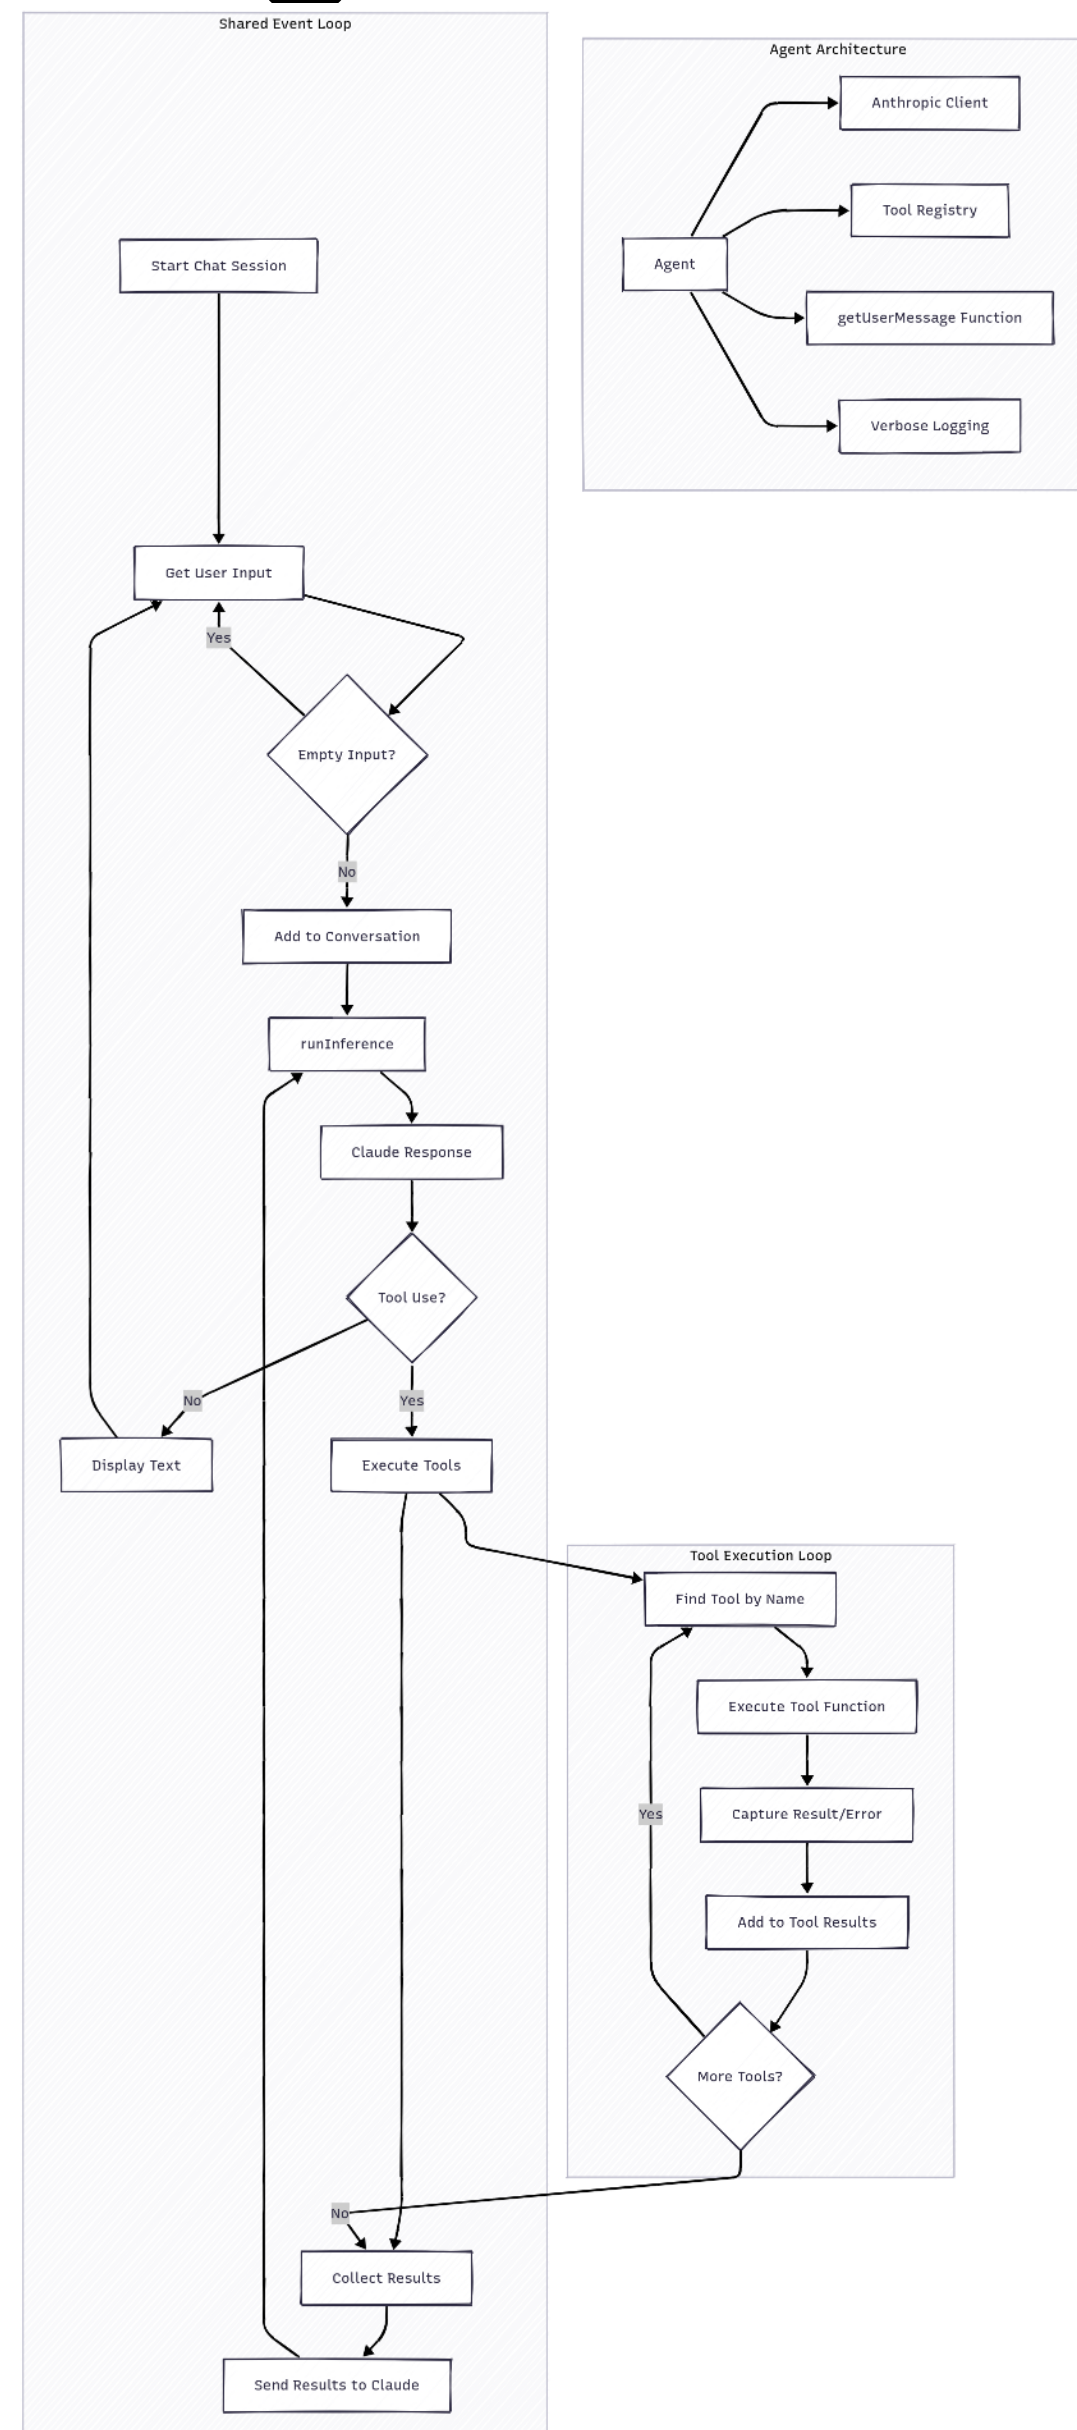 Shared Event Loop
Start Chat Session
Get User Input
Yes
Empty Input?
No
Add to Conversation
runInference
Claude Response
Tool Use?
No
Yes
Display Text
Execute Tools
Collect Results
Send Results to Claude
Agent Architecture
Agent
Anthropic Client
Tool Registry
getUserMessage Function
Verbose Logging
Tool Execution Loop
Find Tool by Name
Execute Tool Function
Capture Result/Error
Yes
Add to Tool Results
More Tools?
No